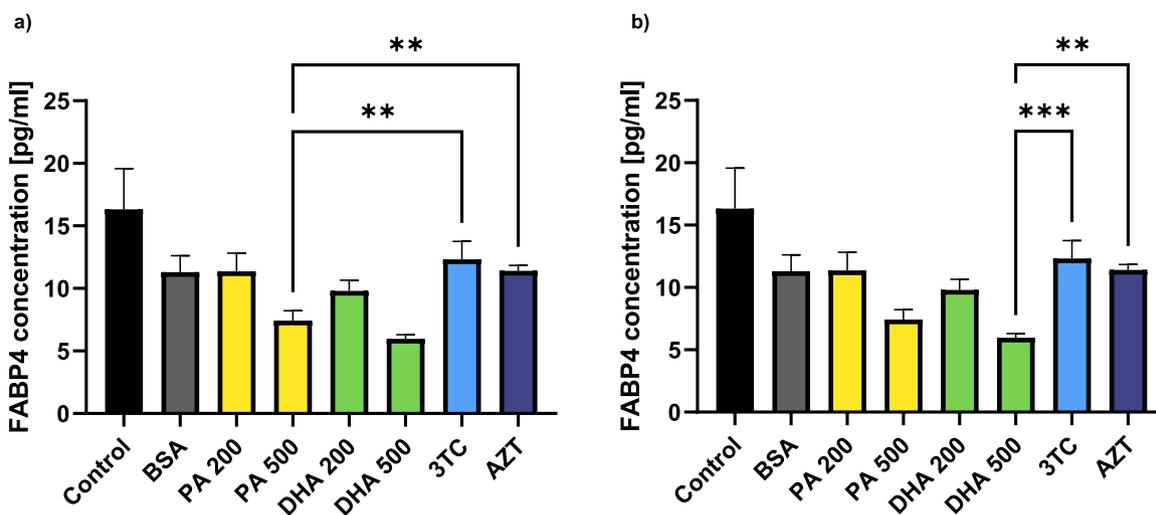 a)
**
**
FABP4 concentration [pg/ml]
25
20
15
10
5
0
Control
BSA
PA 200
PA 500
DHA 200
DHA 500
3TC
AZT
b)
**
***
FABP4 concentration [pg/ml]
25
20
15
10
5
0
Control
BSA
PA 200
PA 500
DHA 200
DHA 500
3TC
AZT